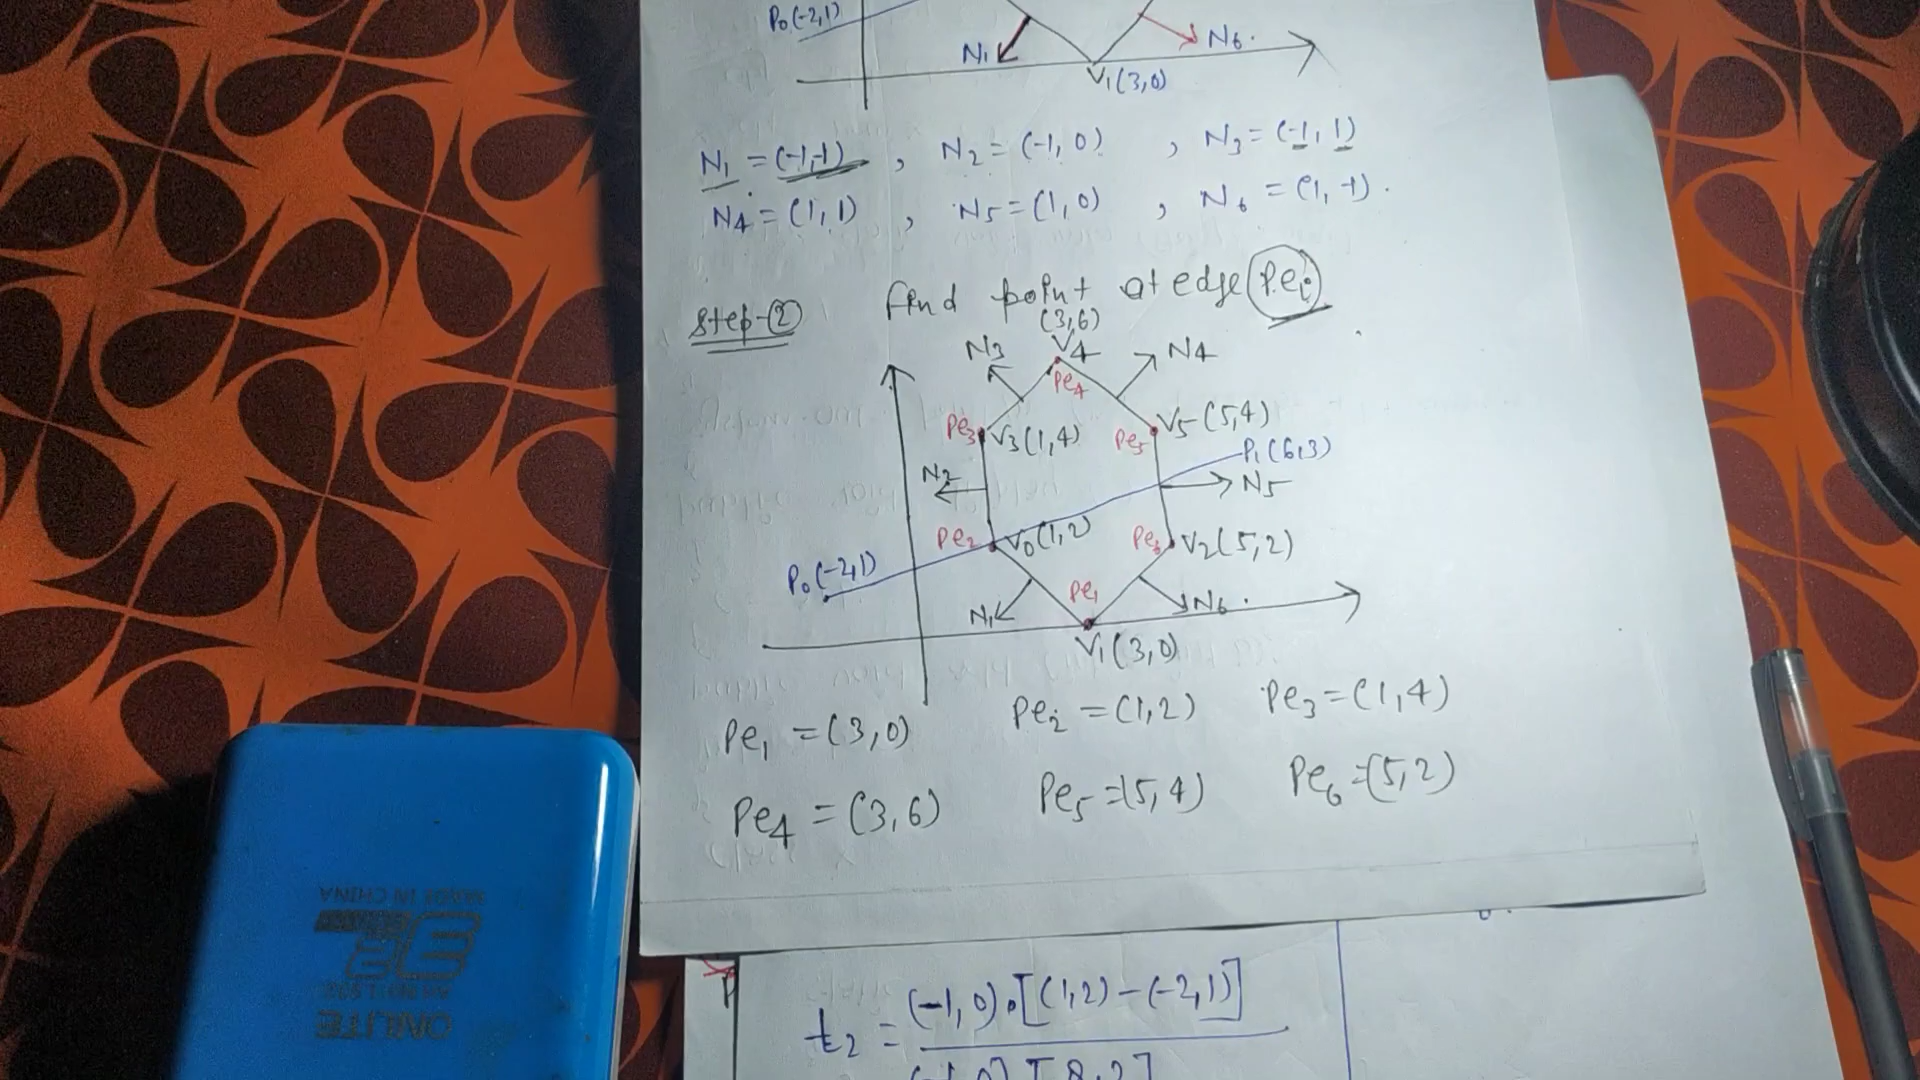 P0(-2,1)
N1
N6.
V1(3,0)
N1 = (-1,-1) , N2 = (-1, 0) , N3 = (-1, 1)
N4 = (1, 1) , N5 = (1, 0) , N6 = (1, -1).
Step-(2) find point at edge (Pei)
(3,6)
N3 V4 N4
Pe4
Pe3 V3(1,4) Pe5 V5(5,4)
P1(6,3)
N2 N5
Pe2 V0(1,2) Pe6 V2(5,2)
P0(-2,1)
Pe1
N1 N6.
V1(3,0)
Pe1 = (3,0) Pe2 = (1,2) Pe3 = (1,4)
Pe4 = (3,6) Pe5 = (5,4) Pe6 = (5,2)
t2 = (-1, 0).[(1,2) - (-2,1)]
MADE IN CHINA
ONLITE